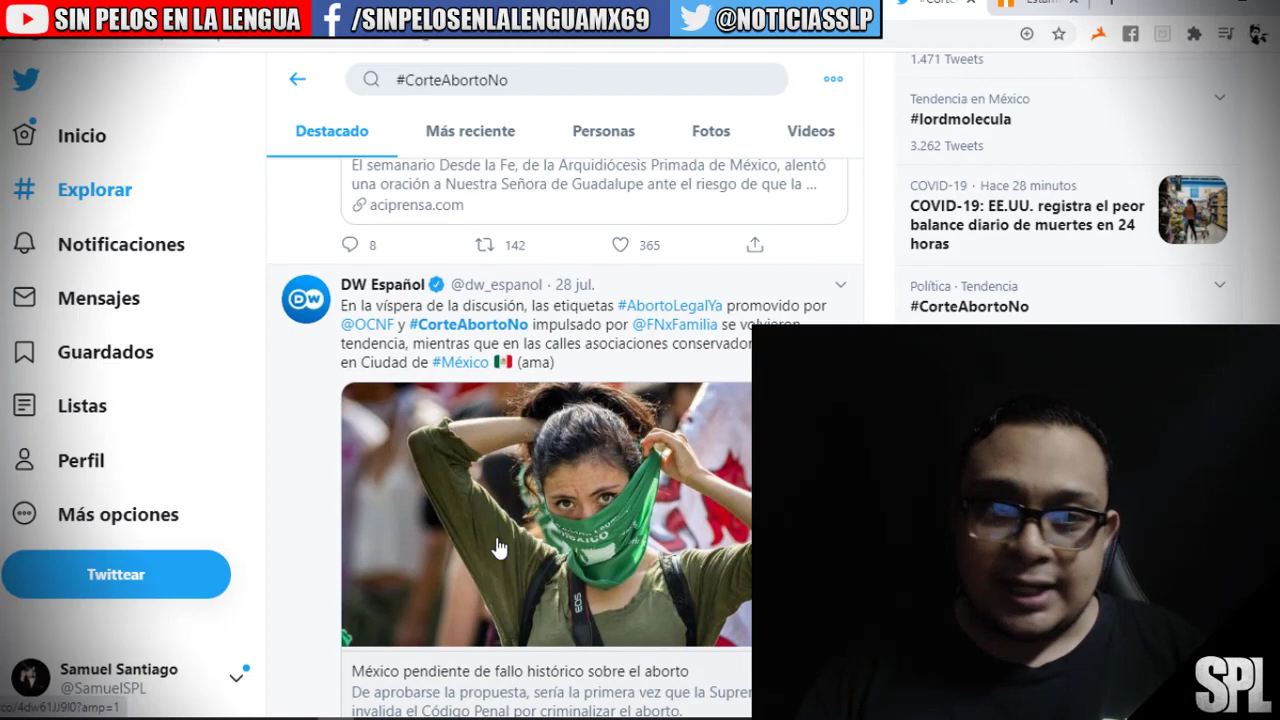 SIN PELOS EN LA LENGUA
/SINPELOSENLALENGUAMX69
@NOTICIASSLP
Inicio
Explorar
Notificaciones
Mensajes
Guardados
Listas
Perfil
Más opciones
Twittear
Samuel Santiago
@SamuelSPL
co/4dw61JJ9I0?amp=1
#CorteAbortoNo
Destacado
Más reciente
Personas
Fotos
Videos
El semanario Desde la Fe, de la Arquidiócesis Primada de México, alentó
una oración a Nuestra Señora de Guadalupe ante el riesgo de que la ...
aciprensa.com
8
142
365
DW Español @dw_espanol · 28 jul.
En la víspera de la discusión, las etiquetas #AbortoLegalYa promovido por
@OCNF y #CorteAbortoNo impulsado por @FNxFamilia se volvieron
tendencia, mientras que en las calles asociaciones conservador
en Ciudad de #México (ama)
EOS
México pendiente de fallo histórico sobre el aborto
De aprobarse la propuesta, sería la primera vez que la Supre
invalida el Código Penal por criminalizar el aborto.
1.471 Tweets
Tendencia en México
#lordmolecula
3.262 Tweets
COVID-19 · Hace 28 minutos
COVID-19: EE.UU. registra el peor
balance diario de muertes en 24
horas
Política · Tendencia
#CorteAbortoNo
SPL